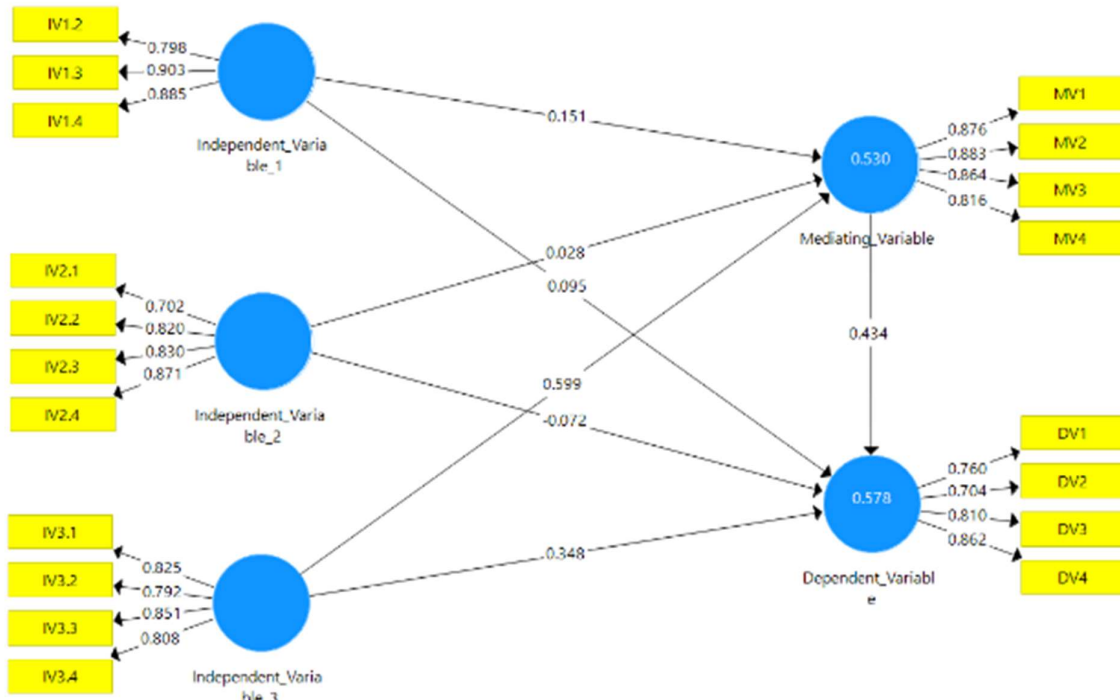 IV1.2
0.798
IV1.3
0.903
IV1.4
0.885
Independent_Varia
ble_1
0.151
MV1
0.876
MV2
0.883
0.530
0.864
MV3
0.816
MV4
Mediating_Variable
IV2.1
0.702
IV2.2
0.820
IV2.3
0.830
0.871
IV2.4
Independent_Varia
ble_2
0.028
0.095
0.434
0.599
-0.072
DV1
0.760
DV2
0.704
0.578
0.810
DV3
0.862
DV4
Dependent_Variabl
e
IV3.1
0.825
IV3.2
0.792
0.851
IV3.3
0.808
IV3.4
0.348
Independent_Varia
ble_3